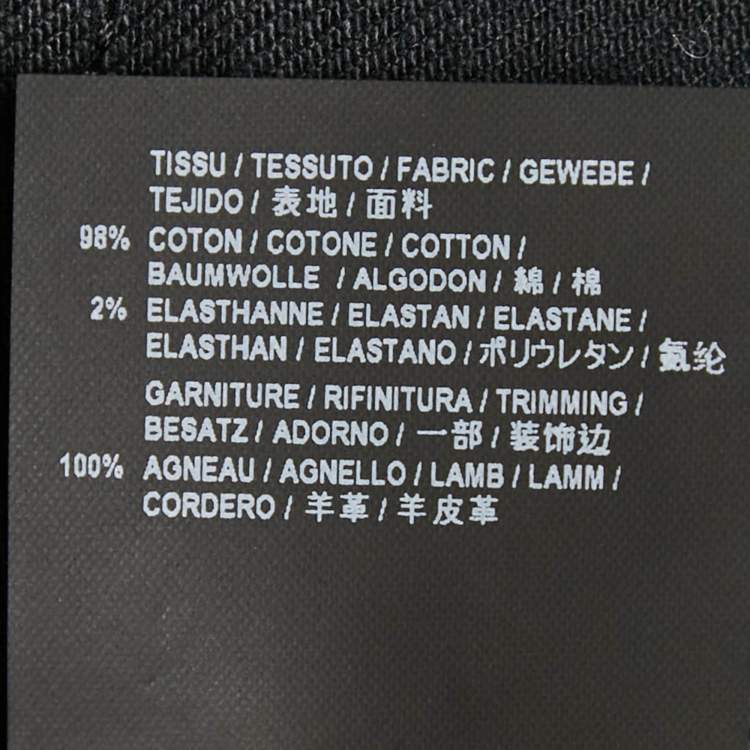 TISSU / TESSUTO / FABRIC / GEWEBE /
TEJIDO / 表地 / 面料
98% COTON / COTONE / COTTON /
BAUMWOLLE / ALGODON / 綿 / 棉
2% ELASTHANNE / ELASTAN / ELASTANE /
ELASTHAN / ELASTANO / ポリウレタン / 氨纶
GARNITURE / RIFINITURA / TRIMMING /
BESATZ / ADORNO / 一部 / 装饰边
100% AGNEAU / AGNELLO / LAMB / LAMM /
CORDERO / 羊革 / 羊皮革